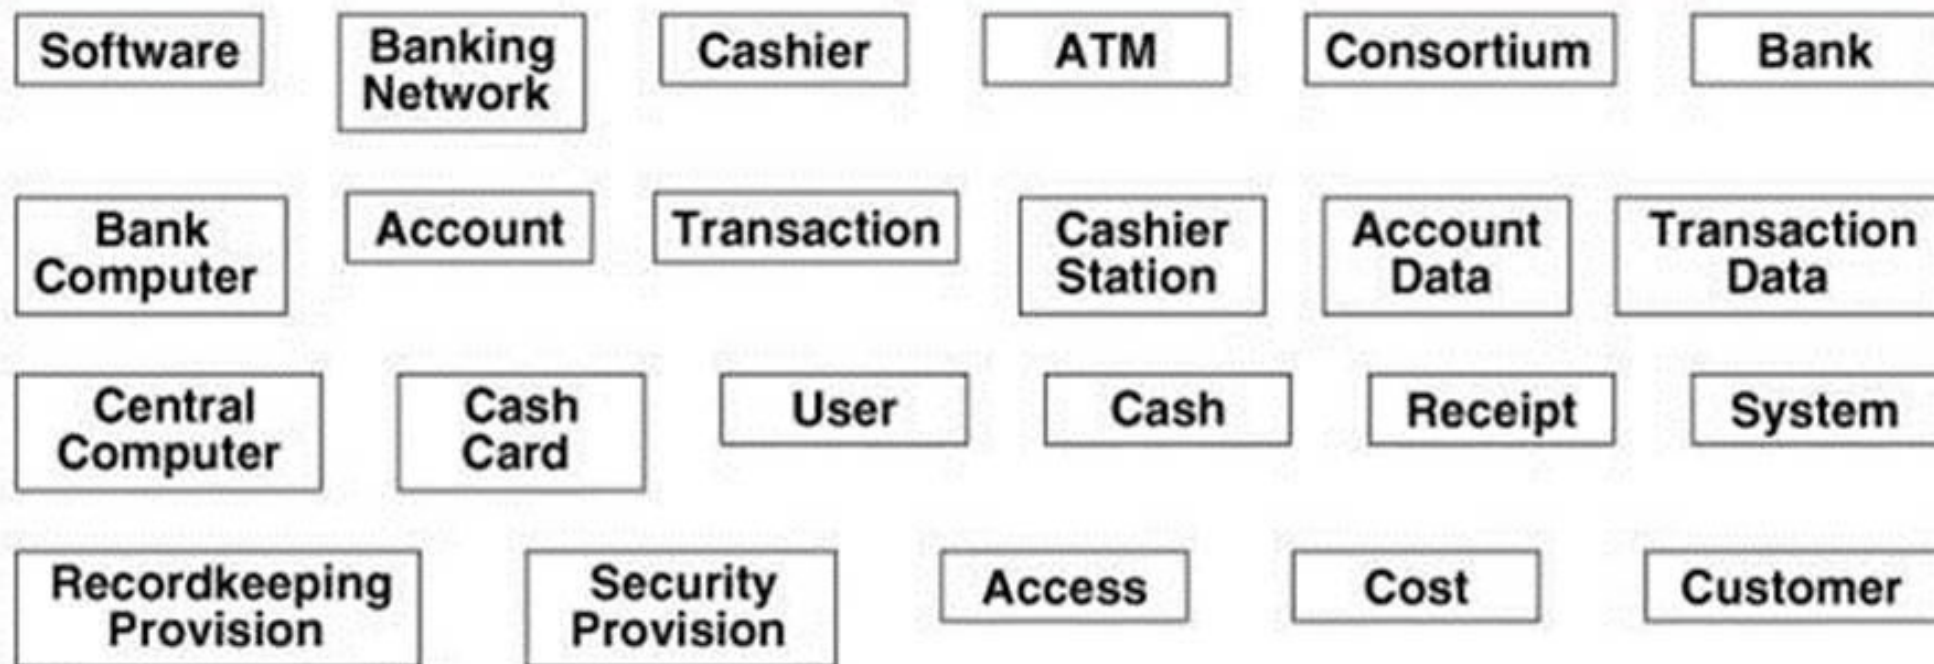 Software
Banking
Network
Cashier
ATM
Consortium
Bank
Bank
Computer
Account
Transaction
Cashier
Station
Account
Data
Transaction
Data
Central
Computer
Cash
Card
User
Cash
Receipt
System
Recordkeeping
Provision
Security
Provision
Access
Cost
Customer